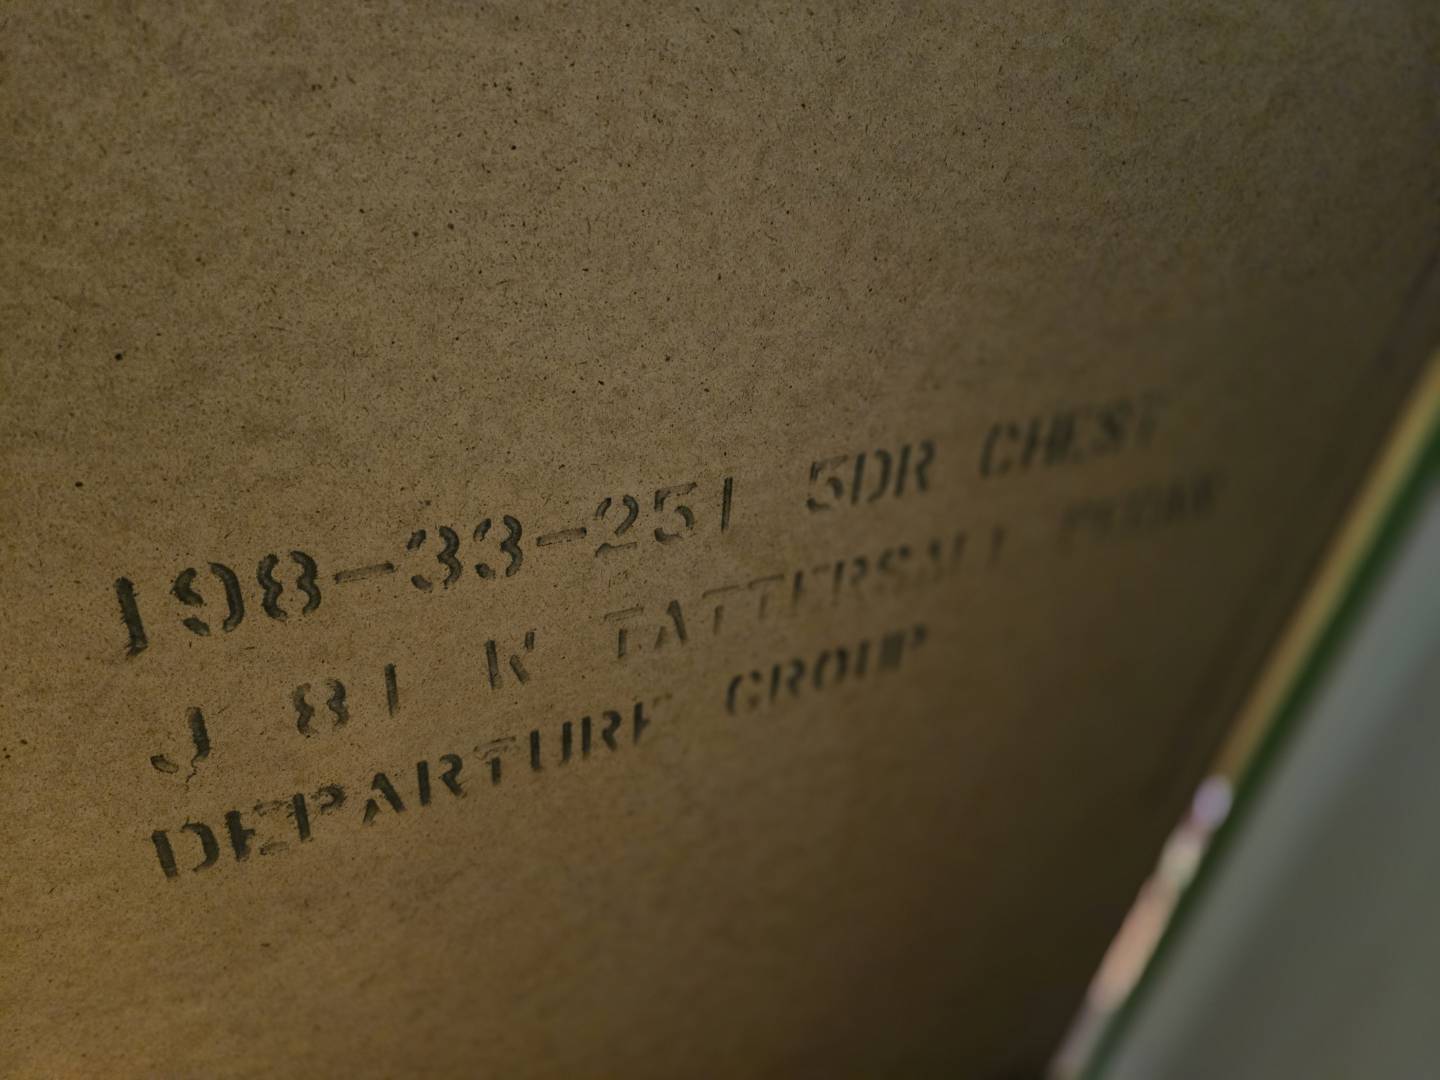 198-33-251 5DR CHEST
J 81 K TATTERSALL
DEPARTURE GROUP